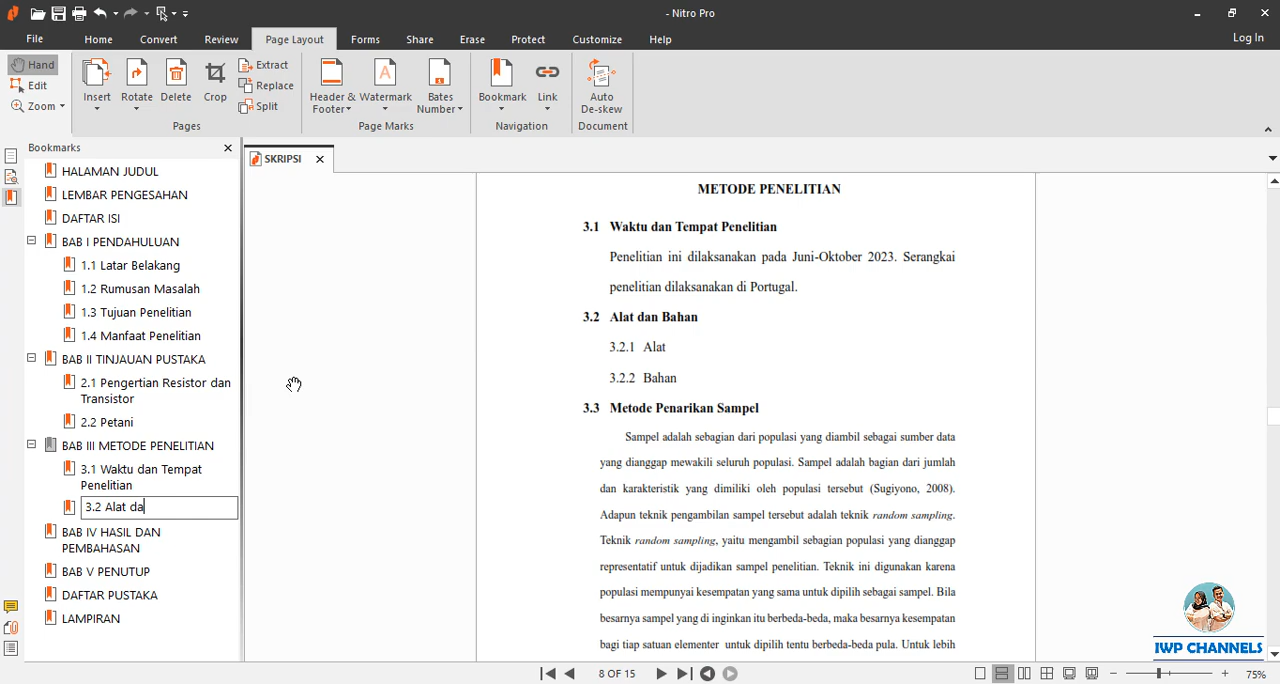 - Nitro Pro
File
Home
Convert
Review
Page Layout
Forms
Share
Erase
Protect
Customize
Help
Log In
Hand
Edit
Zoom
Insert
Rotate
Delete
Crop
Extract
Replace
Split
Pages
Header &
Footer
Watermark
Bates
Number
Page Marks
Bookmark
Link
Navigation
Auto
De-skew
Document
Bookmarks
HALAMAN JUDUL
LEMBAR PENGESAHAN
DAFTAR ISI
BAB I PENDAHULUAN
1.1 Latar Belakang
1.2 Rumusan Masalah
1.3 Tujuan Penelitian
1.4 Manfaat Penelitian
BAB II TINJAUAN PUSTAKA
2.1 Pengertian Resistor dan
Transistor
2.2 Petani
BAB III METODE PENELITIAN
3.1 Waktu dan Tempat
Penelitian
3.2 Alat da
BAB IV HASIL DAN
PEMBAHASAN
BAB V PENUTUP
DAFTAR PUSTAKA
LAMPIRAN
SKRIPSI
METODE PENELITIAN
3.1 Waktu dan Tempat Penelitian
Penelitian ini dilaksanakan pada Juni-Oktober 2023. Serangkai
penelitian dilaksanakan di Portugal.
3.2 Alat dan Bahan
3.2.1 Alat
3.2.2 Bahan
3.3 Metode Penarikan Sampel
Sampel adalah sebagian dari populasi yang diambil sebagai sumber data
yang dianggap mewakili seluruh populasi. Sampel adalah bagian dari jumlah
dan karakteristik yang dimiliki oleh populasi tersebut (Sugiyono, 2008).
Adapun teknik pengambilan sampel tersebut adalah teknik random sampling.
Teknik random sampling, yaitu mengambil sebagian populasi yang dianggap
representatif untuk dijadikan sampel penelitian. Teknik ini digunakan karena
populasi mempunyai kesempatan yang sama untuk dipilih sebagai sampel. Bila
besarnya sampel yang di inginkan itu berbeda-beda, maka besarnya kesempatan
bagi tiap satuan elementer untuk dipilih tentu berbeda-beda pula. Untuk lebih
IWP CHANNELS
8 OF 15
75%